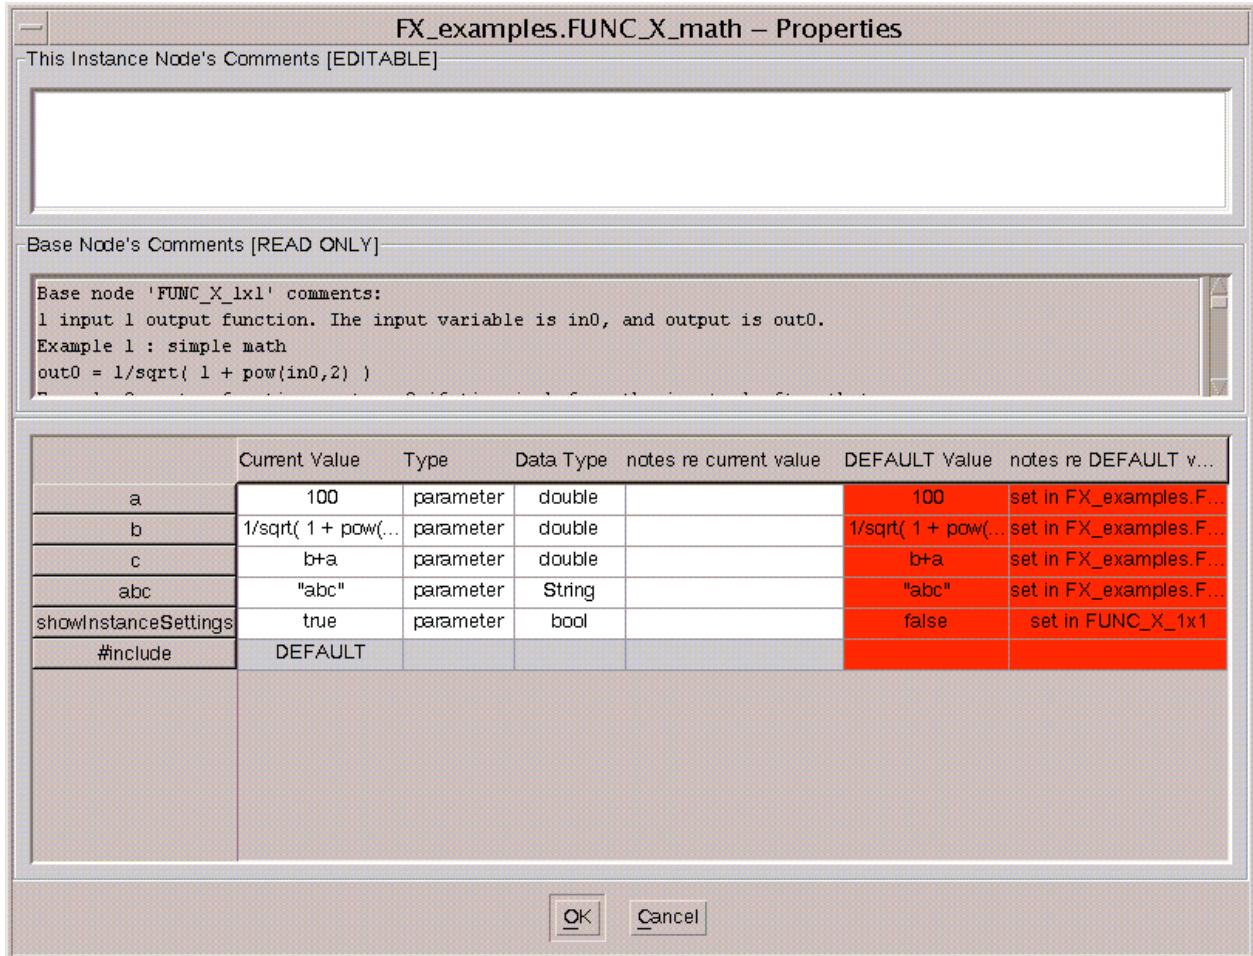 FX_examples.FUNC_X_math – Properties
This Instance Node's Comments [EDITABLE]
Base Node's Comments [READ ONLY]
Base node 'FUNC_X_1x1' comments:
1 input 1 output function. Ihe input variable is in0, and output is out0.
Example 1 : simple math
out0 = 1/sqrt( 1 + pow(in0,2) )
Current Value Type Data Type notes re current value DEFAULT Value notes re DEFAULT v...
a 100 parameter double 100 set in FX_examples.F...
b 1/sqrt( 1 + pow(... parameter double 1/sqrt( 1 + pow(... set in FX_examples.F...
c b+a parameter double b+a set in FX_examples.F...
abc "abc" parameter String "abc" set in FX_examples.F...
showInstanceSettings true parameter bool false set in FUNC_X_1x1
#include DEFAULT
OK Cancel